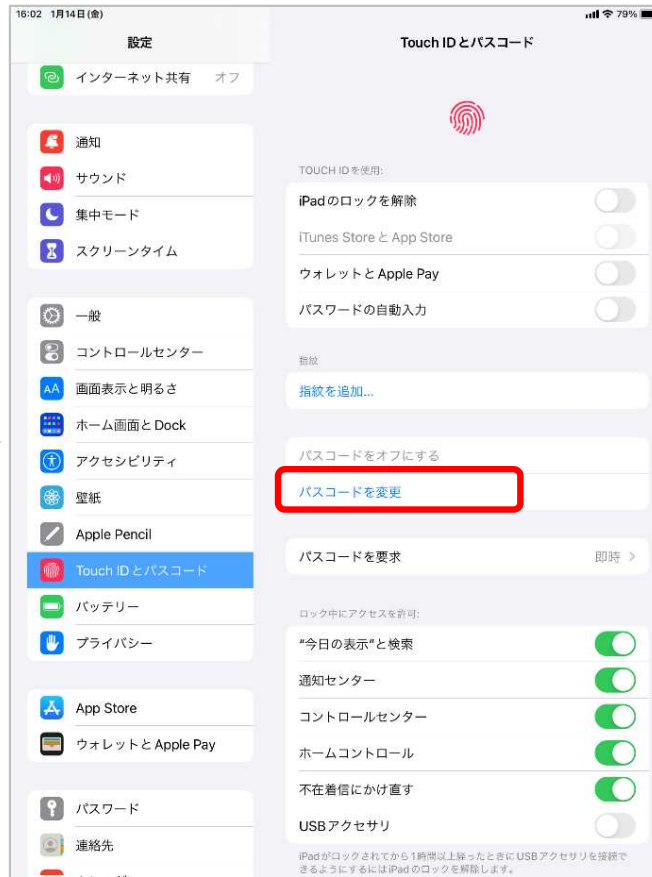 16:02 1月14日(金)
79%
設定
インターネット共有 オフ
通知
サウンド
集中モード
スクリーンタイム
一般
コントロールセンター
AA 画面表示と明るさ
ホーム画面とDock
アクセシビリティ
壁紙
Apple Pencil
Touch IDとパスコード
バッテリー
プライバシー
App Store
ウォレットとApple Pay
パスワード
連絡先
Touch IDとパスコード
TOUCH IDを使用:
iPadのロックを解除
iTunes StoreとApp Store
ウォレットとApple Pay
パスワードの自動入力
指紋
指紋を追加...
パスコードをオフにする
パスコードを変更
パスコードを要求 即時
ロック中にアクセスを許可:
“今日の表示”と検索
通知センター
コントロールセンター
ホームコントロール
不在着信にかけ直す
USBアクセサリ
iPadがロックされてから1時間以上経ったときにUSBアクセサリを接続で
きるようにするにはiPadのロックを解除します。